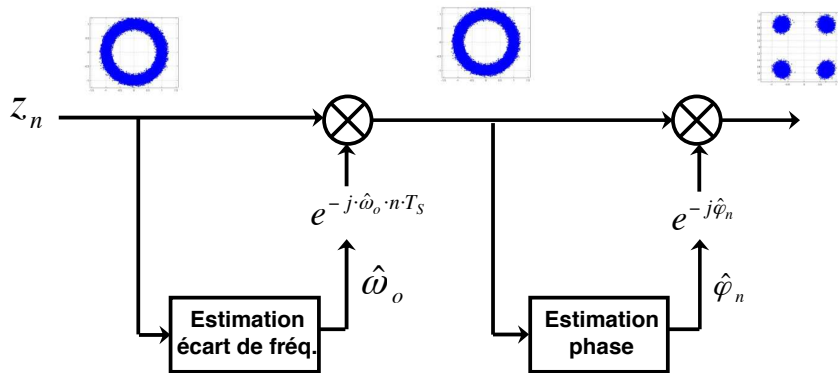 z_n
e^{-j·ω̂_o·n·T_S}
e^{-jφ̂_n}
ω̂_o
φ̂_n
Estimation
écart de fréq.
Estimation
phase